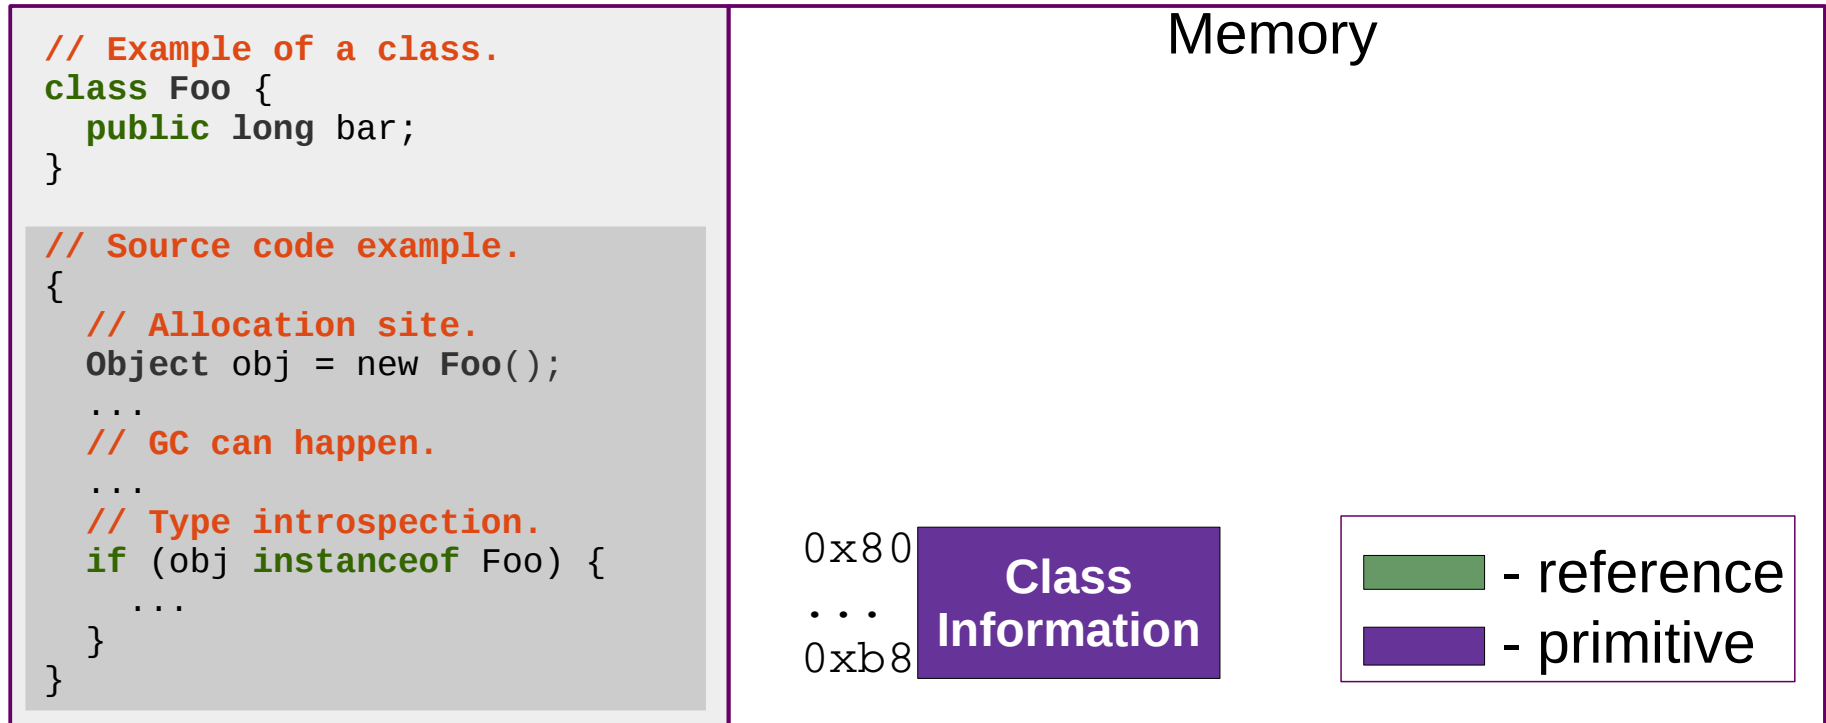 // Example of a class.
class Foo {
  public long bar;
}
// Source code example.
{
  // Allocation site.
  Object obj = new Foo();
  ...
  // GC can happen.
  ...
  // Type introspection.
  if (obj instanceof Foo) {
    ...
  }
}
Memory
0x80
...
0xb8
Class
Information
- reference
- primitive